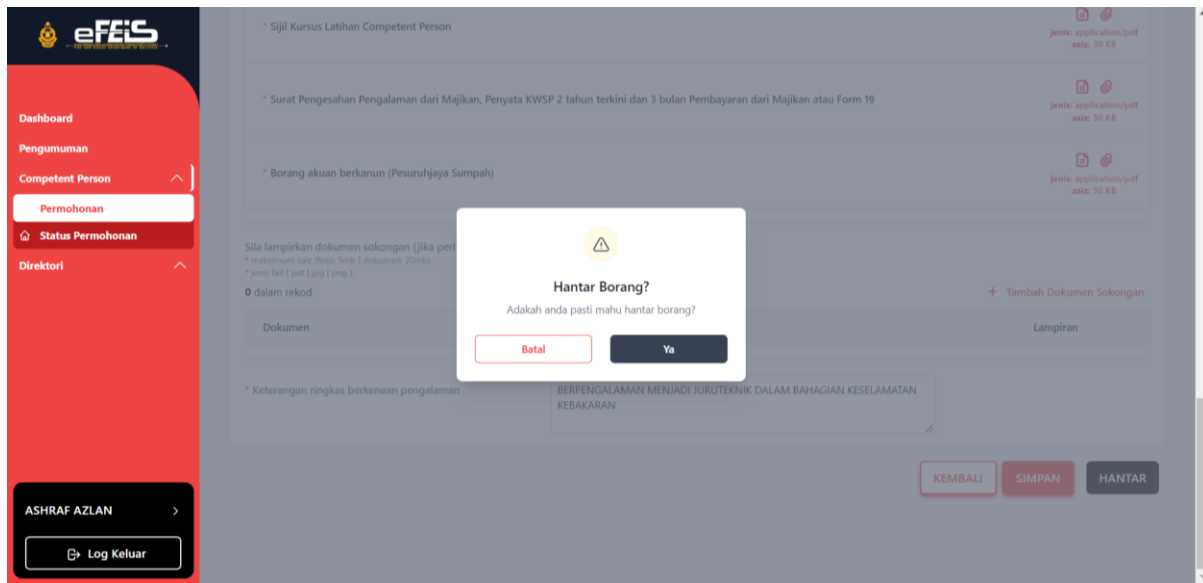 eFEiS
Dashboard
Pengumuman
Competent Person
Permohonan
Status Permohonan
Direktori
ASHRAF AZLAN
Log Keluar
* Sijil Kursus Latihan Competent Person
jenis: application/pdf
saiz: 30 KB
* Surat Pengesahan Pengalaman dari Majikan, Penyata KWSP 2 tahun terkini dan 3 bulan Pembayaran dari Majikan atau Form 19
jenis: application/pdf
saiz: 30 KB
* Borang akuan berkanun (Pesuruhjaya Sumpah)
jenis: application/pdf
saiz: 30 KB
Sila lampirkan dokumen sokongan (jika perl
* maksimum saiz (foto: 5mb | dokumen: 20mb).
* jenis fail [ pdf | jpg | png ].
0 dalam rekod
+ Tambah Dokumen Sokongan
Dokumen
Lampiran
Hantar Borang?
Adakah anda pasti mahu hantar borang?
Batal
Ya
* Keterangan ringkas berkenaan pengalaman
BERPENGALAMAN MENJADI JURUTEKNIK DALAM BAHAGIAN KESELAMATAN
KEBAKARAN
KEMBALI
SIMPAN
HANTAR